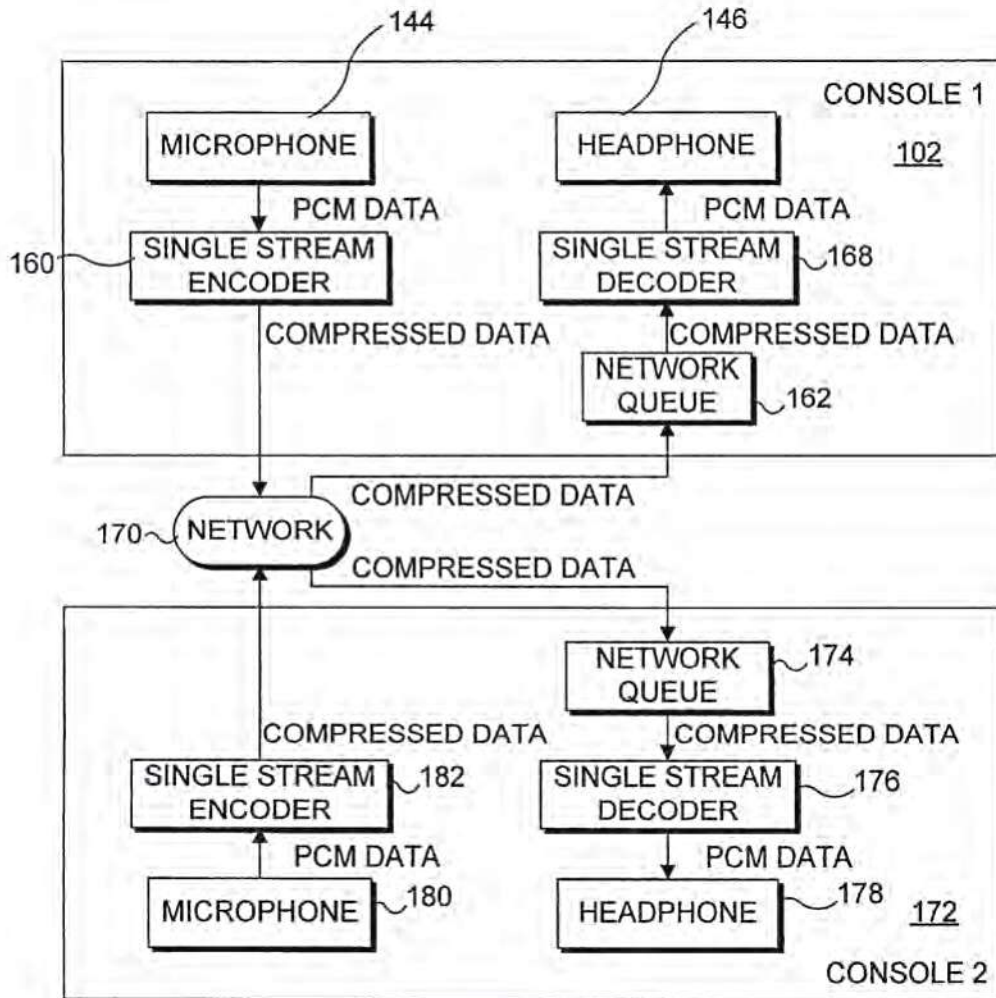 144
146
CONSOLE 1
MICROPHONE
HEADPHONE
102
PCM DATA
PCM DATA
160
SINGLE STREAM
ENCODER
SINGLE STREAM
DECODER
168
COMPRESSED DATA
COMPRESSED DATA
NETWORK
QUEUE
162
COMPRESSED DATA
170
NETWORK
COMPRESSED DATA
NETWORK
QUEUE
174
COMPRESSED DATA
COMPRESSED DATA
SINGLE STREAM
ENCODER
182
SINGLE STREAM
DECODER
176
PCM DATA
PCM DATA
MICROPHONE
180
HEADPHONE
178
172
CONSOLE 2